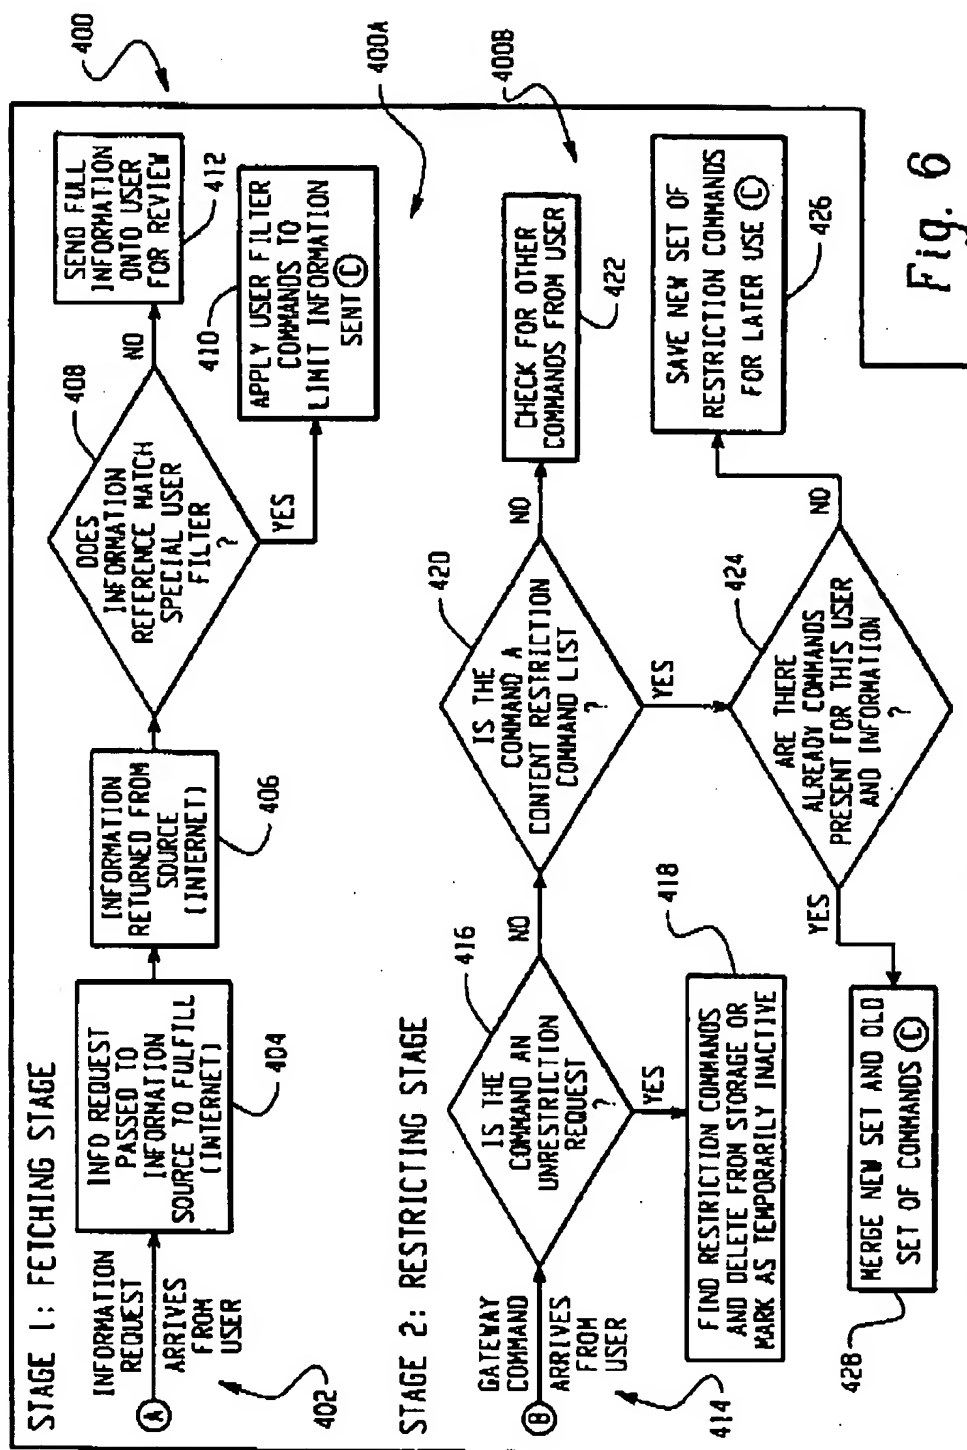 400
STAGE 1: FETCHING STAGE
400A
A
INFORMATION
REQUEST
ARRIVES
FROM
USER
402
INFO REQUEST
PASSED TO
INFORMATION
SOURCE TO FULFILL
(INTERNET)
404
INFORMATION
RETURNED FROM
SOURCE
(INTERNET)
406
DOES
INFORMATION
REFERENCE MATCH
SPECIAL USER
FILTER
?
408
NO
SEND FULL
INFORMATION
ONTO USER
FOR REVIEW
412
YES
410
APPLY USER FILTER
COMMANDS TO
LIMIT INFORMATION
SENT C
STAGE 2: RESTRICTING STAGE
400B
B
GATEWAY
COMMAND
ARRIVES
FROM
USER
414
IS THE
COMMAND AN
UNRESTRICTION
REQUEST
?
416
YES
FIND RESTRICTION COMMANDS
AND DELETE FROM STORAGE OR
MARK AS TEMPORARILY INACTIVE
418
NO
IS THE
COMMAND A
CONTENT RESTRICTION
COMMAND LIST
?
420
NO
CHECK FOR OTHER
COMMANDS FROM USER
422
YES
ARE THERE
ALREADY COMMANDS
PRESENT FOR THIS USER
AND INFORMATION
?
424
NO
SAVE NEW SET OF
RESTRICTION COMMANDS
FOR LATER USE C
426
YES
MERGE NEW SET AND OLD
SET OF COMMANDS C
428
Fig. 6